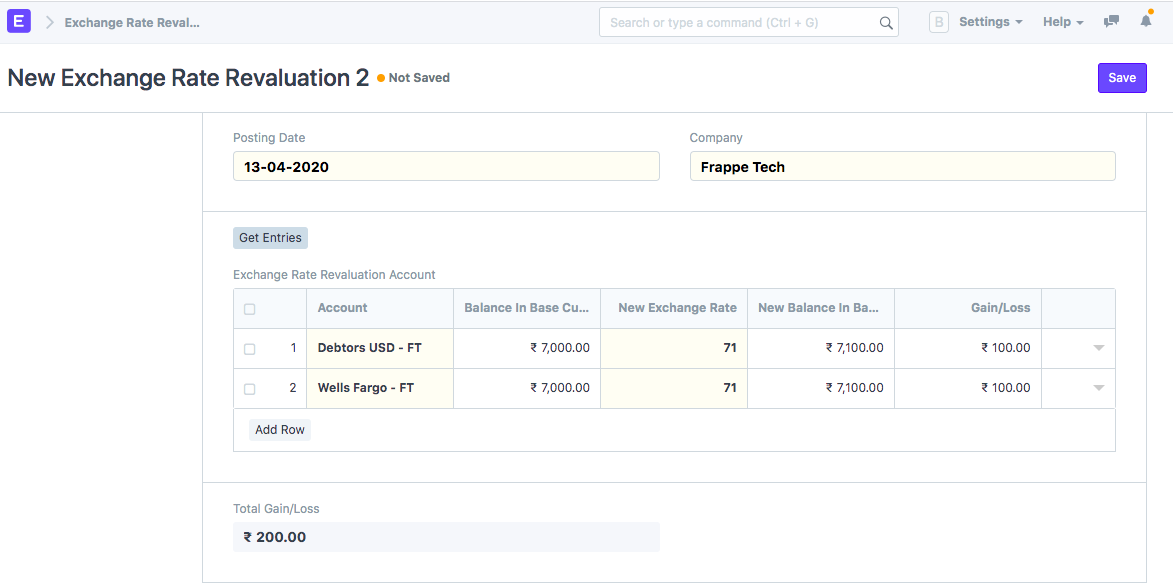 E Exchange Rate Reval... Search or type a command (Ctrl + G) B Settings Help
New Exchange Rate Revaluation 2 Not Saved Save
Posting Date Company
13-04-2020 Frappe Tech
Get Entries
Exchange Rate Revaluation Account
Account Balance In Base Cu... New Exchange Rate New Balance In Ba... Gain/Loss
1 Debtors USD - FT ₹ 7,000.00 71 ₹ 7,100.00 ₹ 100.00
2 Wells Fargo - FT ₹ 7,000.00 71 ₹ 7,100.00 ₹ 100.00
Add Row
Total Gain/Loss
₹ 200.00